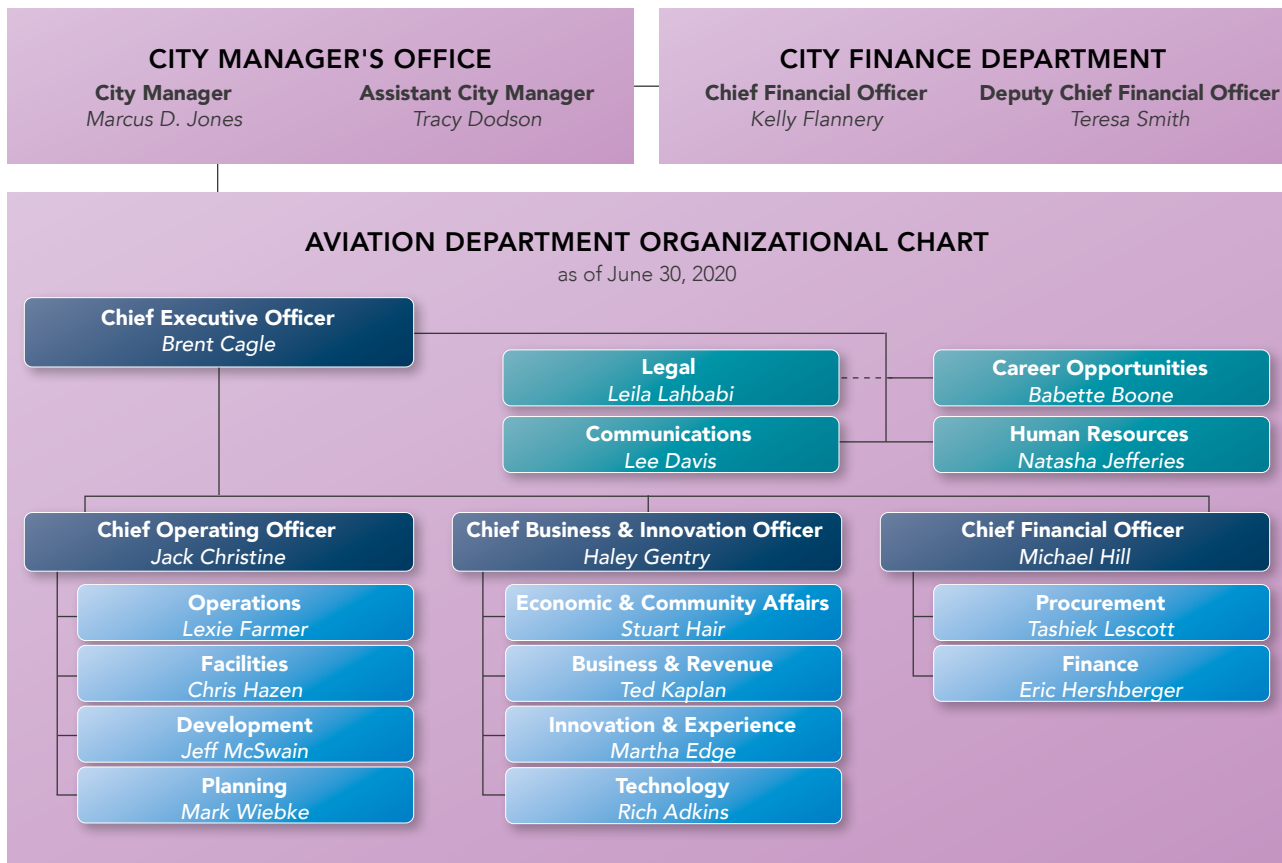 CITY MANAGER'S OFFICE
City Manager
Marcus D. Jones
Assistant City Manager
Tracy Dodson
CITY FINANCE DEPARTMENT
Chief Financial Officer
Kelly Flannery
Deputy Chief Financial Officer
Teresa Smith
AVIATION DEPARTMENT ORGANIZATIONAL CHART
as of June 30, 2020
Chief Executive Officer
Brent Cagle
Legal
Leila Lahbabi
Career Opportunities
Babette Boone
Communications
Lee Davis
Human Resources
Natasha Jefferies
Chief Operating Officer
Jack Christine
Operations
Lexie Farmer
Facilities
Chris Hazen
Development
Jeff McSwain
Planning
Mark Wiebke
Chief Business & Innovation Officer
Haley Gentry
Economic & Community Affairs
Stuart Hair
Business & Revenue
Ted Kaplan
Innovation & Experience
Martha Edge
Technology
Rich Adkins
Chief Financial Officer
Michael Hill
Procurement
Tashiek Lescott
Finance
Eric Hershberger